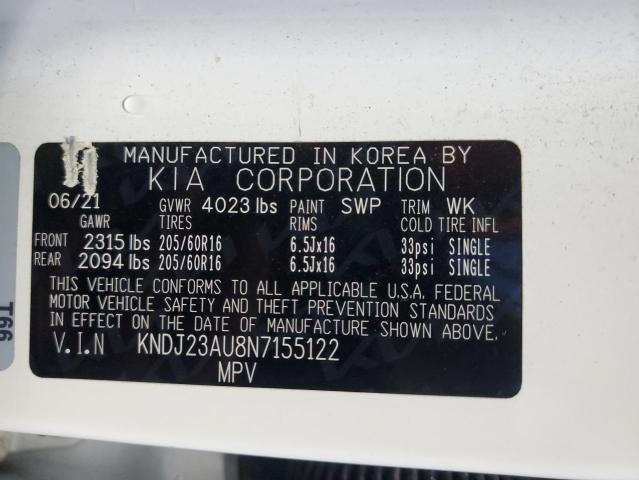 MANUFACTURED IN KOREA BY
KIA CORPORATION
06/21 GVWR 4023 lbs PAINT SWP TRIM WK
GAWR TIRES RIMS COLD TIRE INFL
FRONT 2315 lbs 205/60R16 6.5Jx16 33psi SINGLE
REAR 2094 lbs 205/60R16 6.5Jx16 33psi SINGLE
THIS VEHICLE CONFORMS TO ALL APPLICABLE U.S.A. FEDERAL
MOTOR VEHICLE SAFETY AND THEFT PREVENTION STANDARDS
IN EFFECT ON THE DATE OF MANUFACTURE SHOWN ABOVE.
V.I.N KNDJ23AU8N7155122
MPV